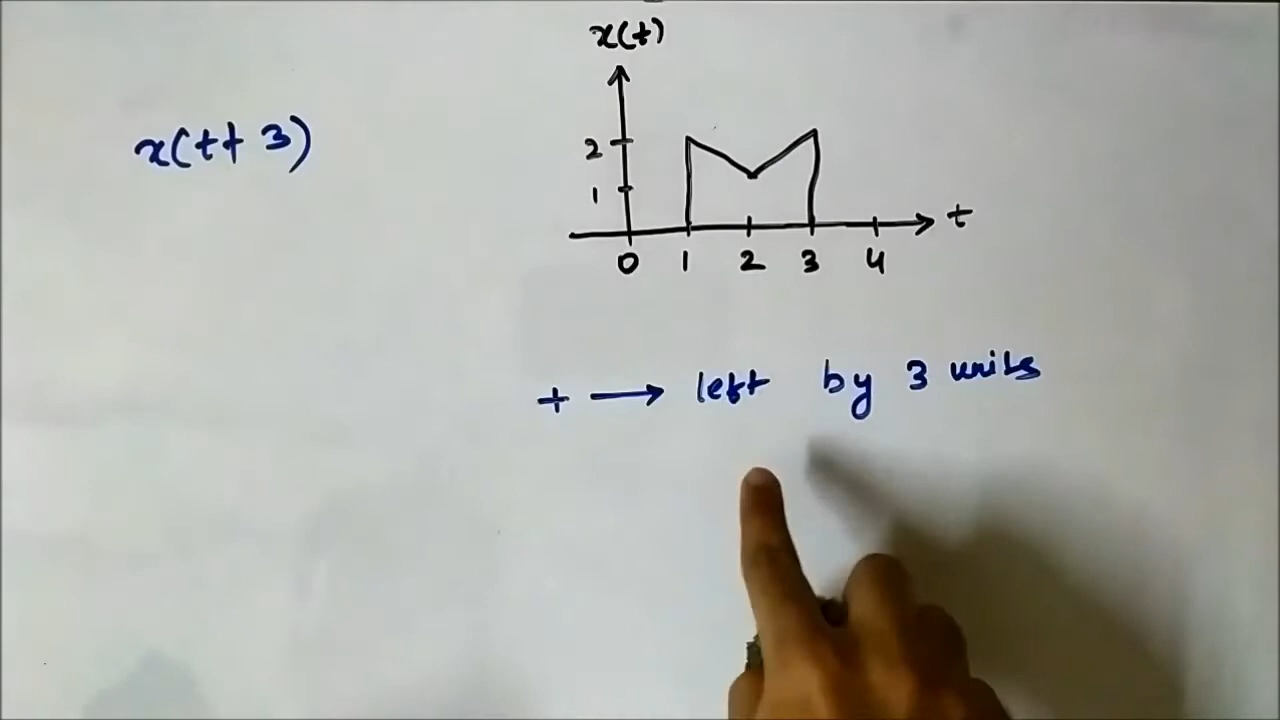 x(t)
x(t+3)
2
1
t
0 1 2 3 4
+ → left by 3 units